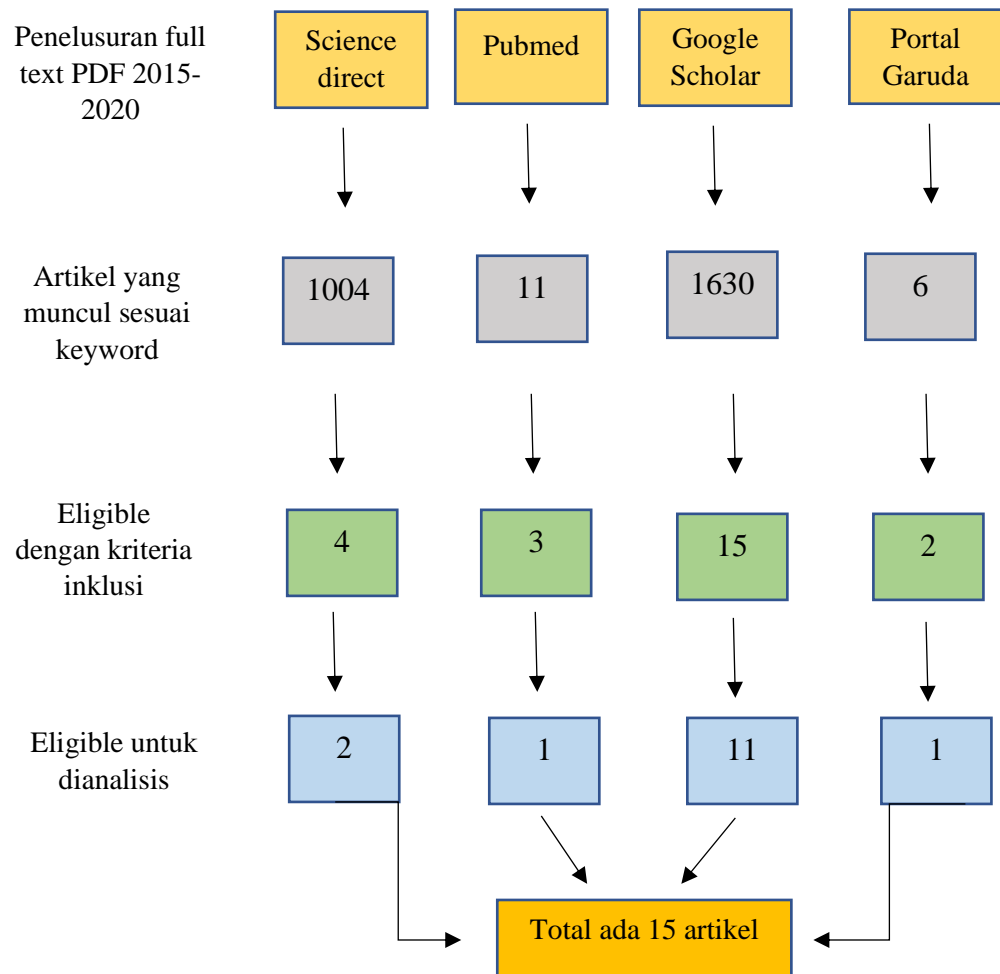 Penelusuran full
text PDF 2015-
2020
Science
direct
Pubmed
Google
Scholar
Portal
Garuda
Artikel yang
muncul sesuai
keyword
1004
11
1630
6
Eligible
dengan kriteria
inklusi
4
3
15
2
Eligible untuk
dianalisis
2
1
11
1
Total ada 15 artikel